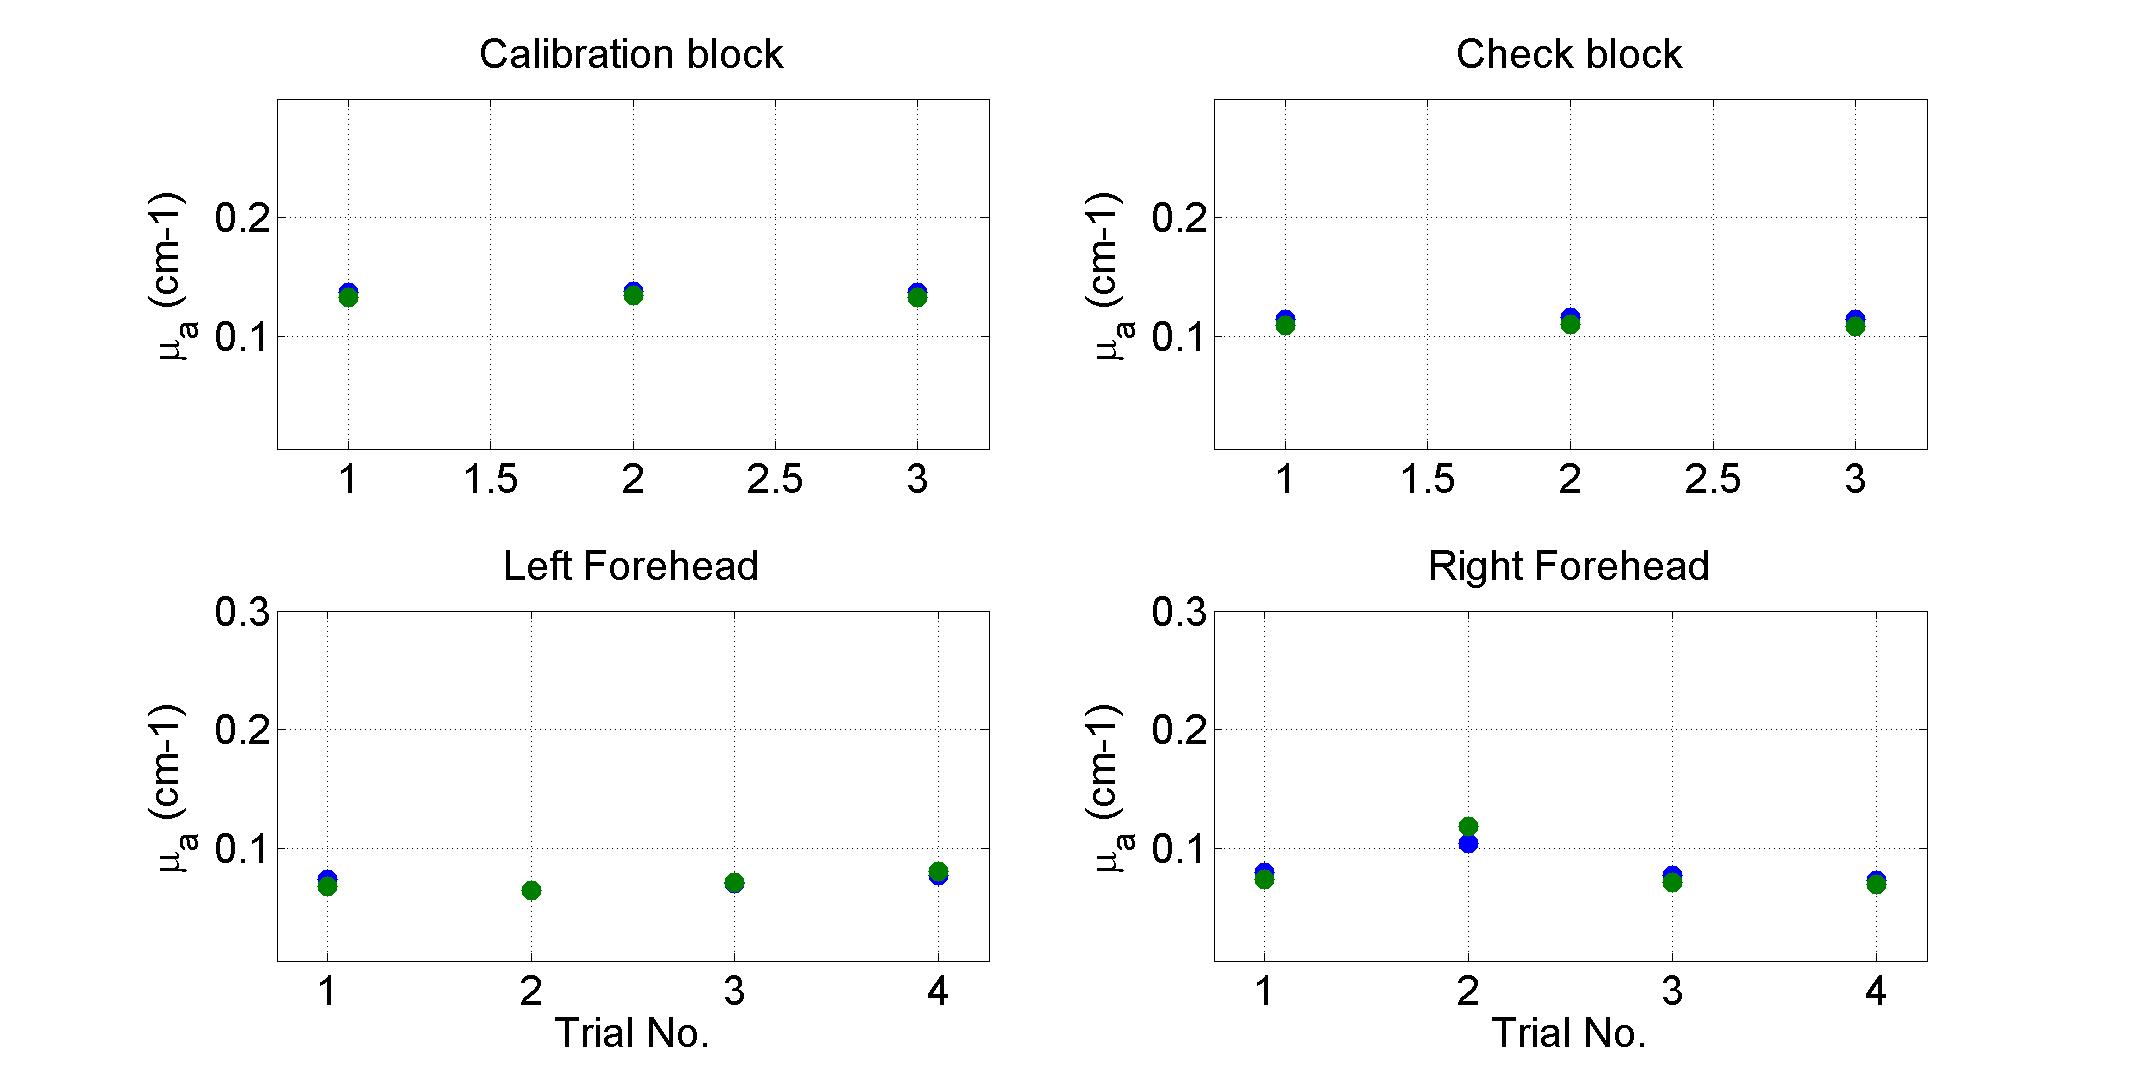 Calibration block
Check block
μa (cm-1)
0.2
0.1
1 1.5 2 2.5 3
μa (cm-1)
0.2
0.1
1 1.5 2 2.5 3
Left Forehead
Right Forehead
μa (cm-1)
0.3
0.2
0.1
1 2 3 4
Trial No.
μa (cm-1)
0.3
0.2
0.1
1 2 3 4
Trial No.